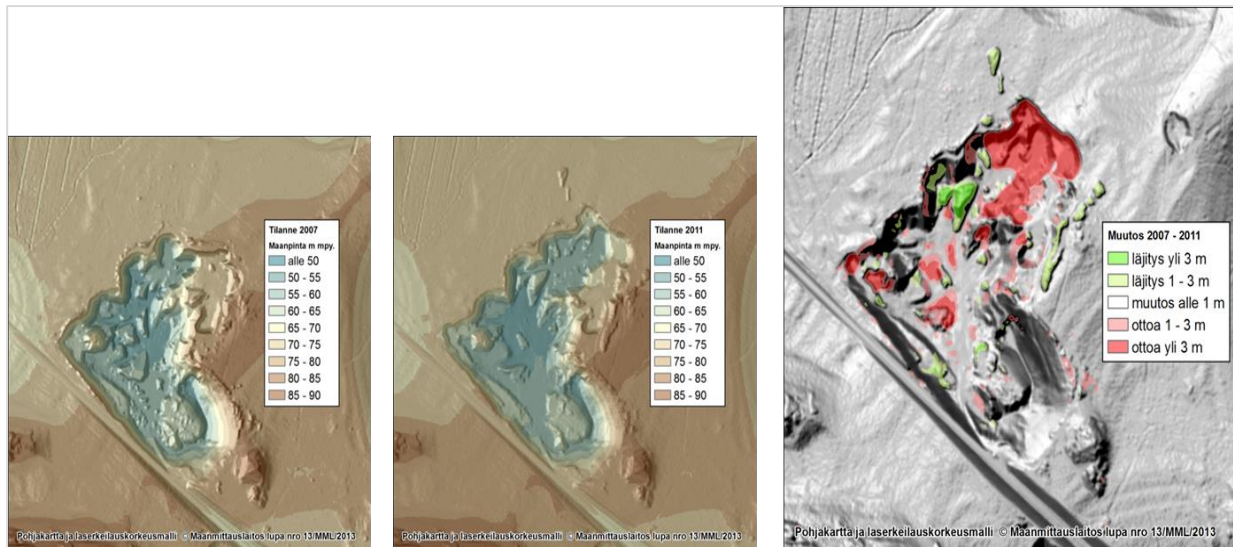 Tilanne 2007
Maanpinta m mpy.
alle 50
50 - 55
55 - 60
60 - 65
65 - 70
70 - 75
75 - 80
80 - 85
85 - 90
Pohjakartta ja laserkeilauskorkeusmalli © Maanmittauslaitos lupa nro 13/MML/2013
Tilanne 2011
Maanpinta m mpy.
alle 50
50 - 55
55 - 60
60 - 65
65 - 70
70 - 75
75 - 80
80 - 85
85 - 90
Pohjakartta ja laserkeilauskorkeusmalli © Maanmittauslaitos lupa nro 13/MML/2013
Muutos 2007 - 2011
läjitys yli 3 m
läjitys 1 - 3 m
muutos alle 1 m
ottoa 1 - 3 m
ottoa yli 3 m
Pohjakartta ja laserkeilauskorkeusmalli © Maanmittauslaitos lupa nro 13/MML/2013